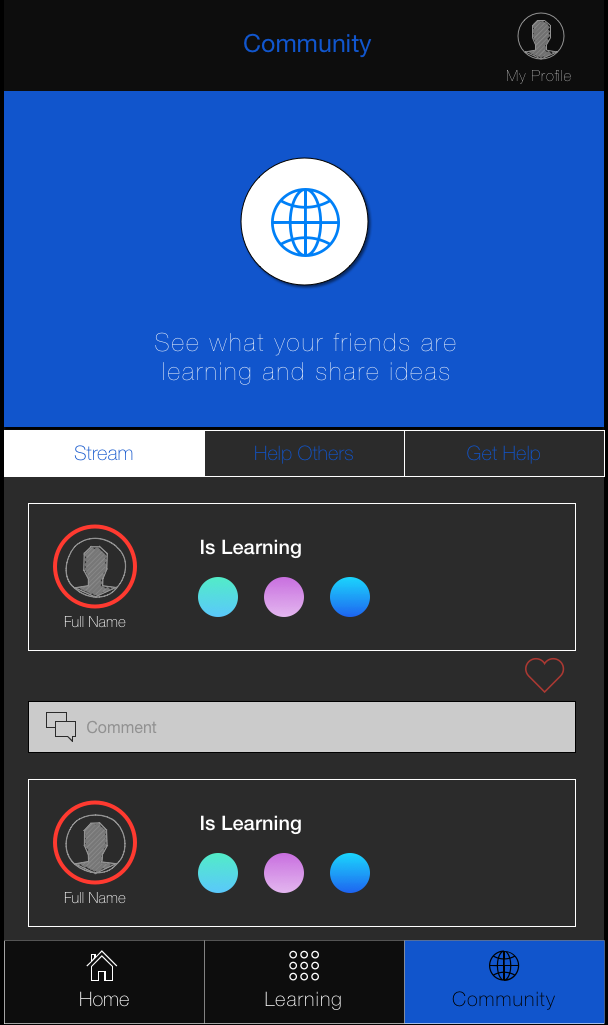 Community
My Profile
See what your friends are
learning and share ideas
Stream
Help Others
Get Help
Is Learning
Full Name
Comment
Is Learning
Full Name
Home
Learning
Community